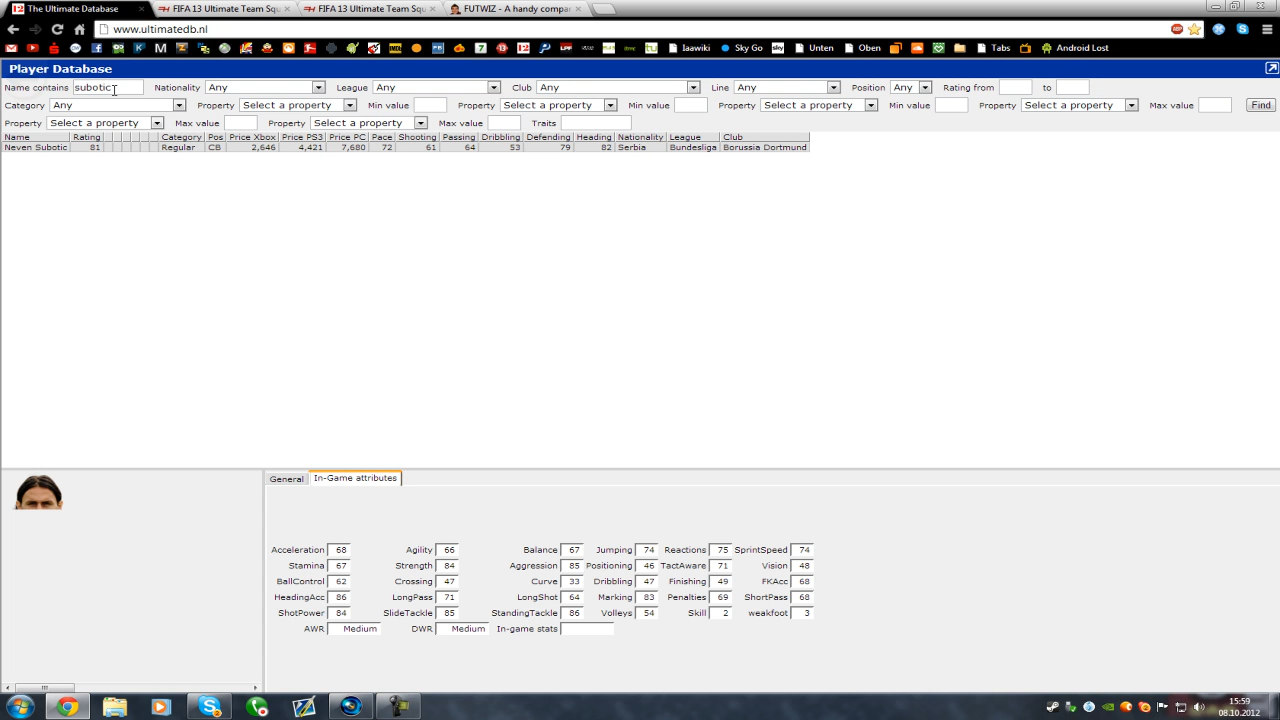 The Ultimate Database
FIFA 13 Ultimate Team Squ
FIFA 13 Ultimate Team Squ
FUTWIZ - A handy compar
www.ultimatedb.nl
Iaawiki Sky Go sky Unten Oben Tabs Android Lost
Player Database
Name contains subotic Nationality Any League Any Club Any Line Any Position Any Rating from to
Category Any Property Select a property Min value Property Select a property Min value Property Select a property Min value Property Select a property Max value Find
Property Select a property Max value Property Select a property Max value Traits
Name Rating Category Pos Price Xbox Price PS3 Price PC Pace Shooting Passing Dribbling Defending Heading Nationality League Club
Neven Subotic 81 Regular CB 2,646 4,421 7,680 72 61 64 53 79 82 Serbia Bundesliga Borussia Dortmund
General In-Game attributes
Acceleration 68 Agility 66 Balance 67 Jumping 74 Reactions 75 SprintSpeed 74
Stamina 67 Strength 84 Aggression 85 Positioning 46 TactAware 71 Vision 48
BallControl 62 Crossing 47 Curve 33 Dribbling 47 Finishing 49 FKAcc 68
HeadingAcc 86 LongPass 71 LongShot 64 Marking 83 Penalties 69 ShortPass 68
ShotPower 84 SlideTackle 85 StandingTackle 86 Volleys 54 Skill 2 weakfoot 3
AWR Medium DWR Medium In-game stats
15:59
08.10.2012